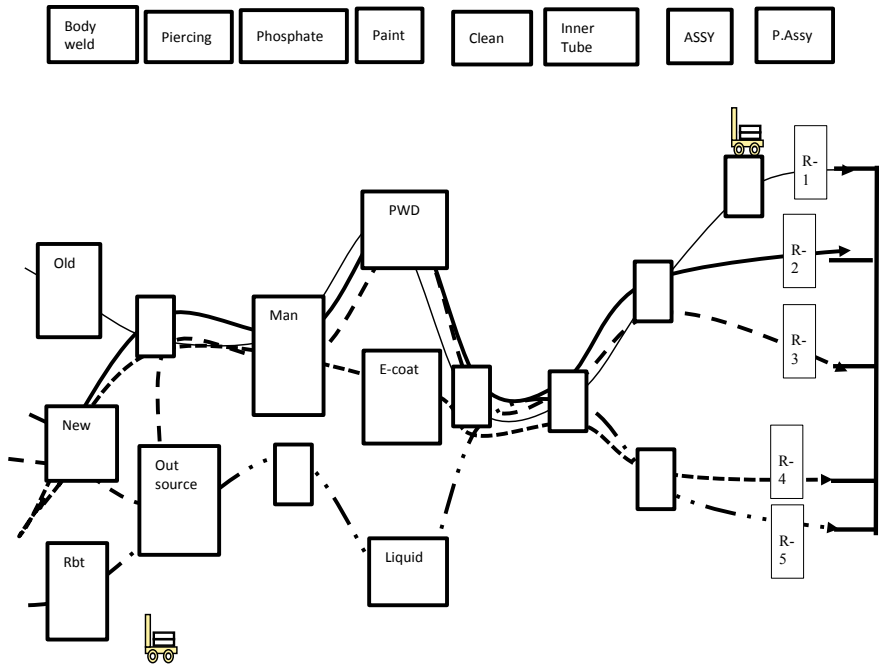 Body
weld
Piercing
Phosphate
Paint
Clean
Inner
Tube
ASSY
P.Assy
R-
1
PWD
R-
2
Old
Man
R-
3
E-coat
New
Out
source
R-
4
R-
5
Rbt
Liquid